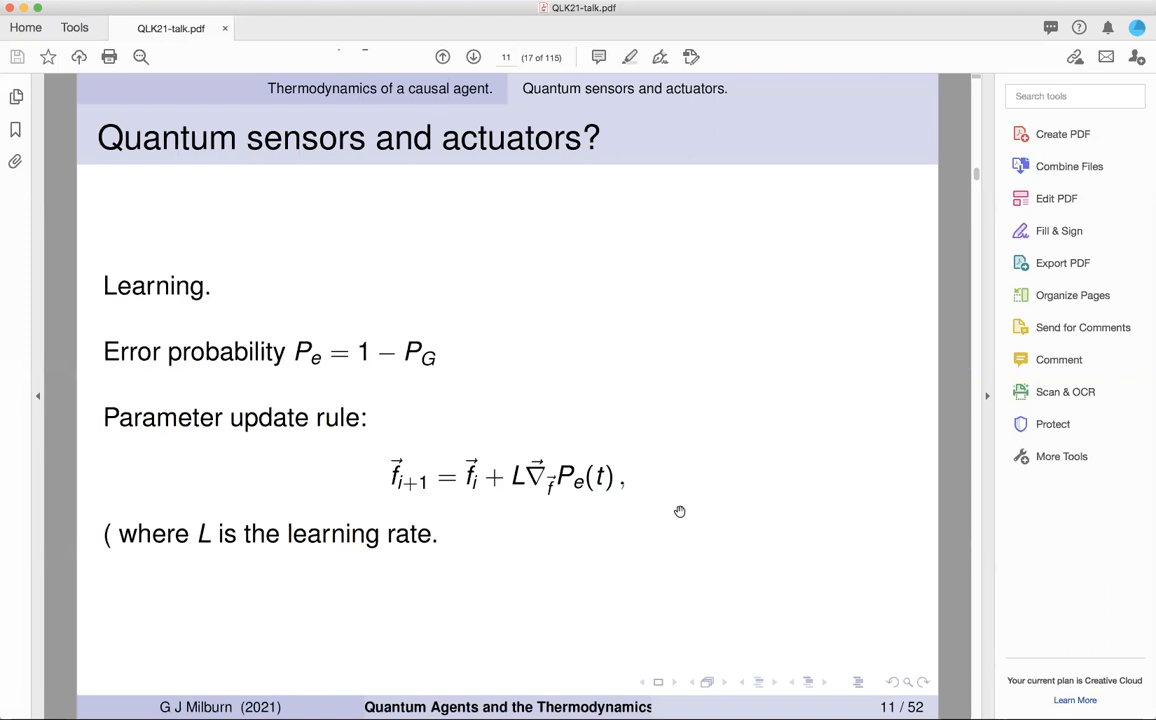 QLK21-talk.pdf
Home
Tools
QLK21-talk.pdf ×
11 (17 of 115)
Thermodynamics of a causal agent. Quantum sensors and actuators.
Quantum sensors and actuators?
Learning.
Error probability Pₑ = 1 − P_G
Parameter update rule:
f⃗ᵢ₊₁ = f⃗ᵢ + L∇⃗_f⃗ Pₑ(t) ,
( where L is the learning rate.
G J Milburn (2021) Quantum Agents and the Thermodynamics 11 / 52
Search tools
Create PDF
Combine Files
Edit PDF
Fill & Sign
Export PDF
Organize Pages
Send for Comments
Comment
Scan & OCR
Protect
More Tools
Your current plan is Creative Cloud
Learn More